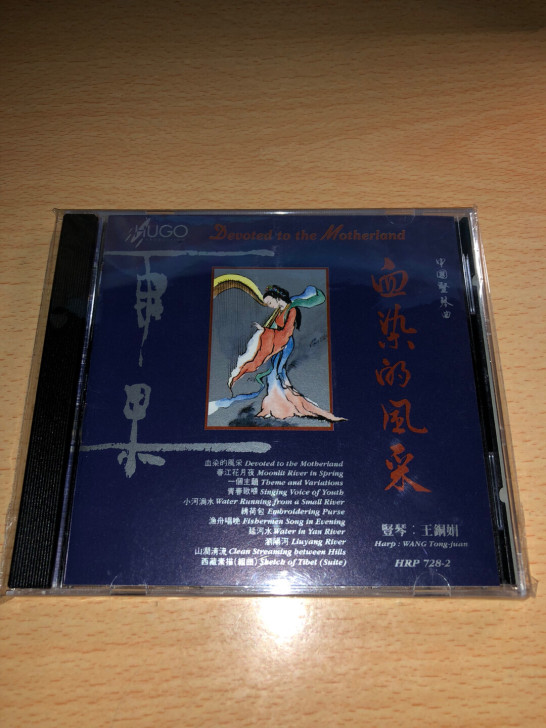 HUGO
Devoted to the Motherland
中國豎琴曲
血染的風采
血染的風采 Devoted to the Motherland
春江花月夜 Moonlit River in Spring
一個主題 Theme and Variations
青春歌唱 Singing Voice of Youth
小河淌水 Water Running from a Small River
繡荷包 Embroidering Purse
漁舟唱晚 Fishermen Song in Evening
延河水 Water in Yan River
瀏陽河 Liuyang River
山澗清流 Clean Streaming between Hills
西藏素描(組曲) Sketch of Tibet (Suite)
豎琴：王銅娟
Harp : WANG Tong-juan
HRP 728-2